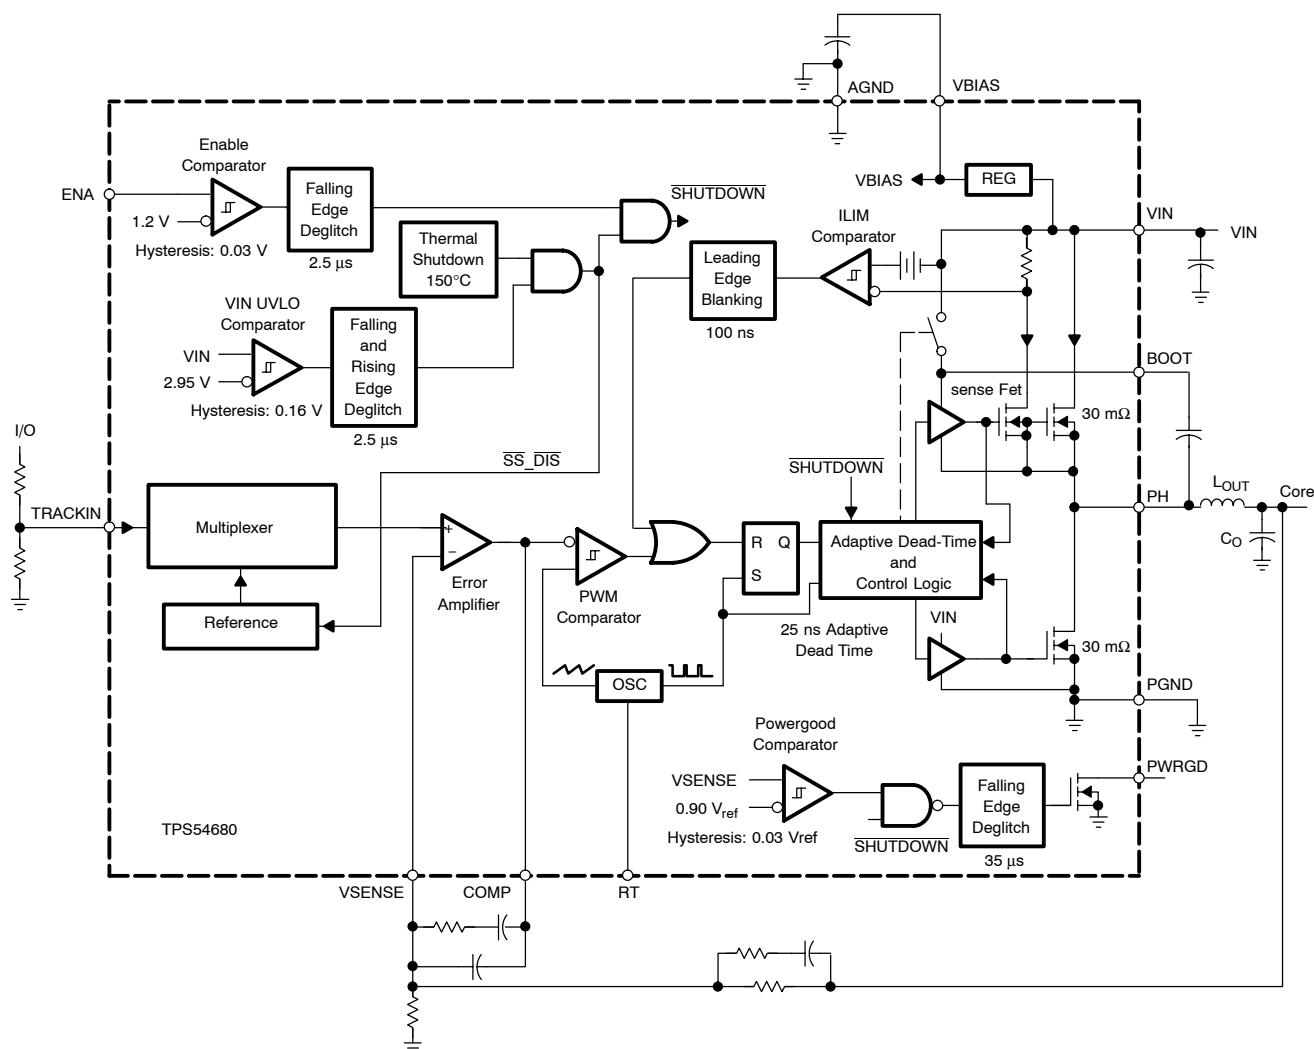 AGND
VBIAS
Enable
Comparator
ENA
1.2 V
Hysteresis: 0.03 V
Falling
Edge
Deglitch
2.5 μs
Thermal
Shutdown
150°C
SHUTDOWN
VBIAS
REG
ILIM
Comparator
VIN
VIN
Leading
Edge
Blanking
100 ns
VIN UVLO
Comparator
VIN
2.95 V
Hysteresis: 0.16 V
Falling
and
Rising
Edge
Deglitch
2.5 μs
BOOT
sense Fet
30 mΩ
I/O
SS_DIS
SHUTDOWN
TRACKIN
Multiplexer
Reference
+
−
Error
Amplifier
PWM
Comparator
R Q
S
Adaptive Dead-Time
and
Control Logic
PH
LOUT
Core
CO
25 ns Adaptive
Dead Time
VIN
30 mΩ
OSC
PGND
Powergood
Comparator
VSENSE
0.90 Vref
Hysteresis: 0.03 Vref
SHUTDOWN
Falling
Edge
Deglitch
35 μs
PWRGD
TPS54680
VSENSE
COMP
RT